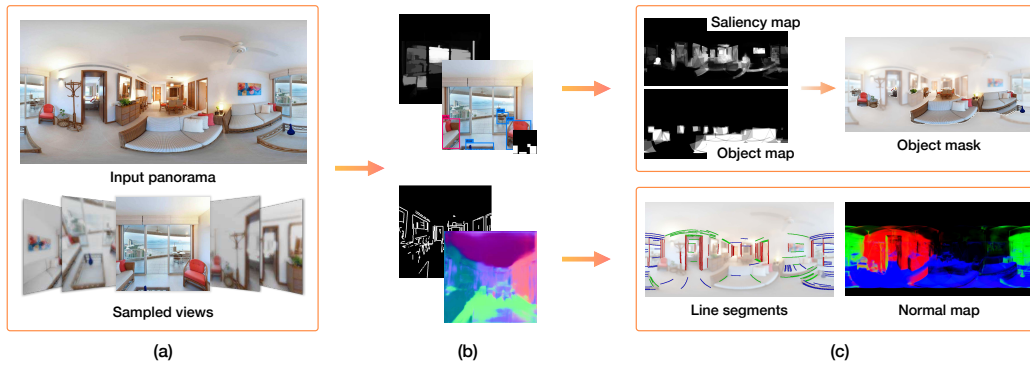 Input panorama
Sampled views
(a)
(b)
Saliency map
Object map
Object mask
Line segments
Normal map
(c)